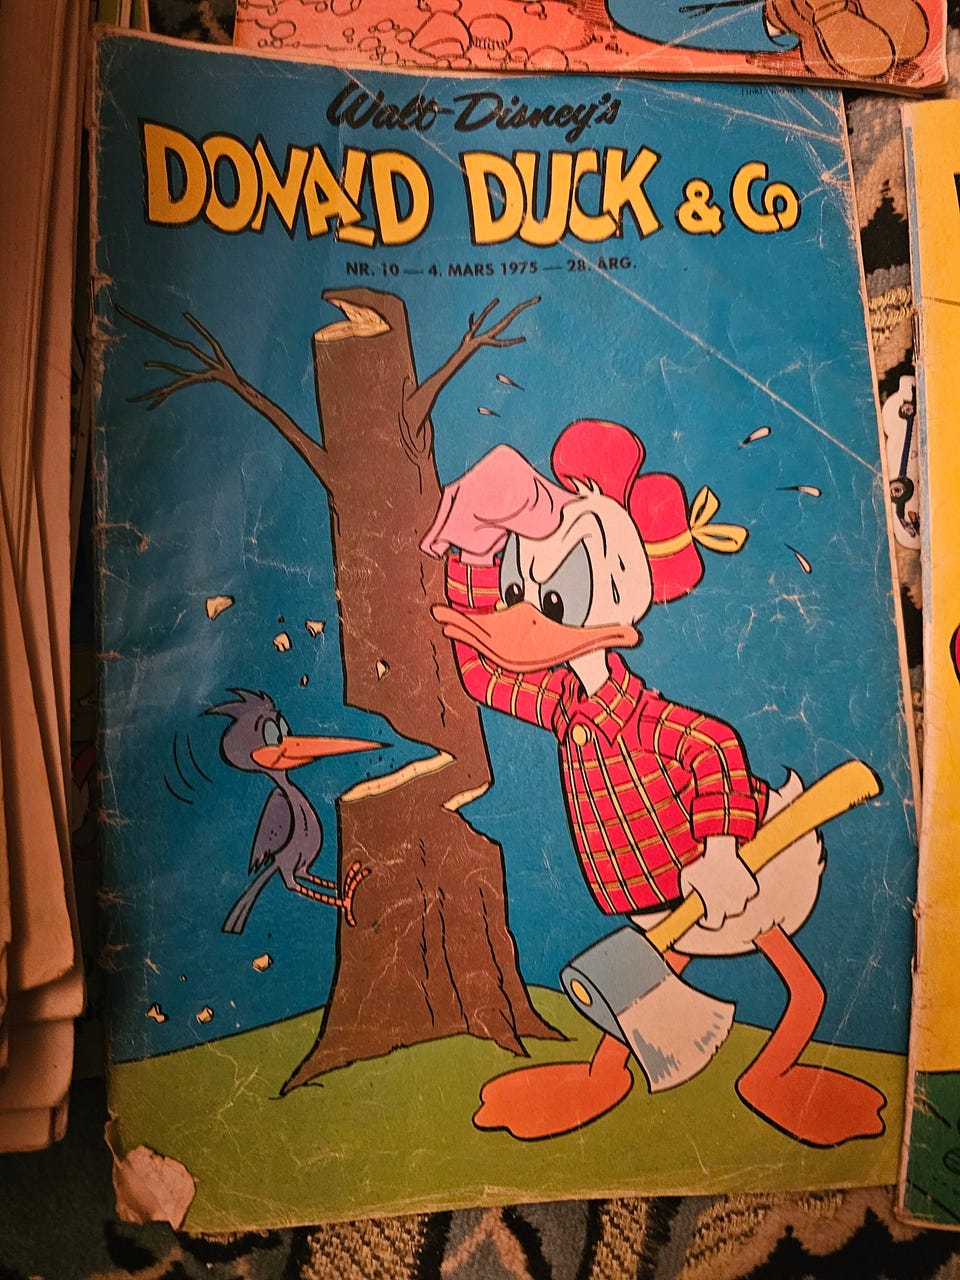 Walt Disney's
DONALD DUCK & Co
NR. 10 — 4. MARS 1975 — 28. ÅRG.